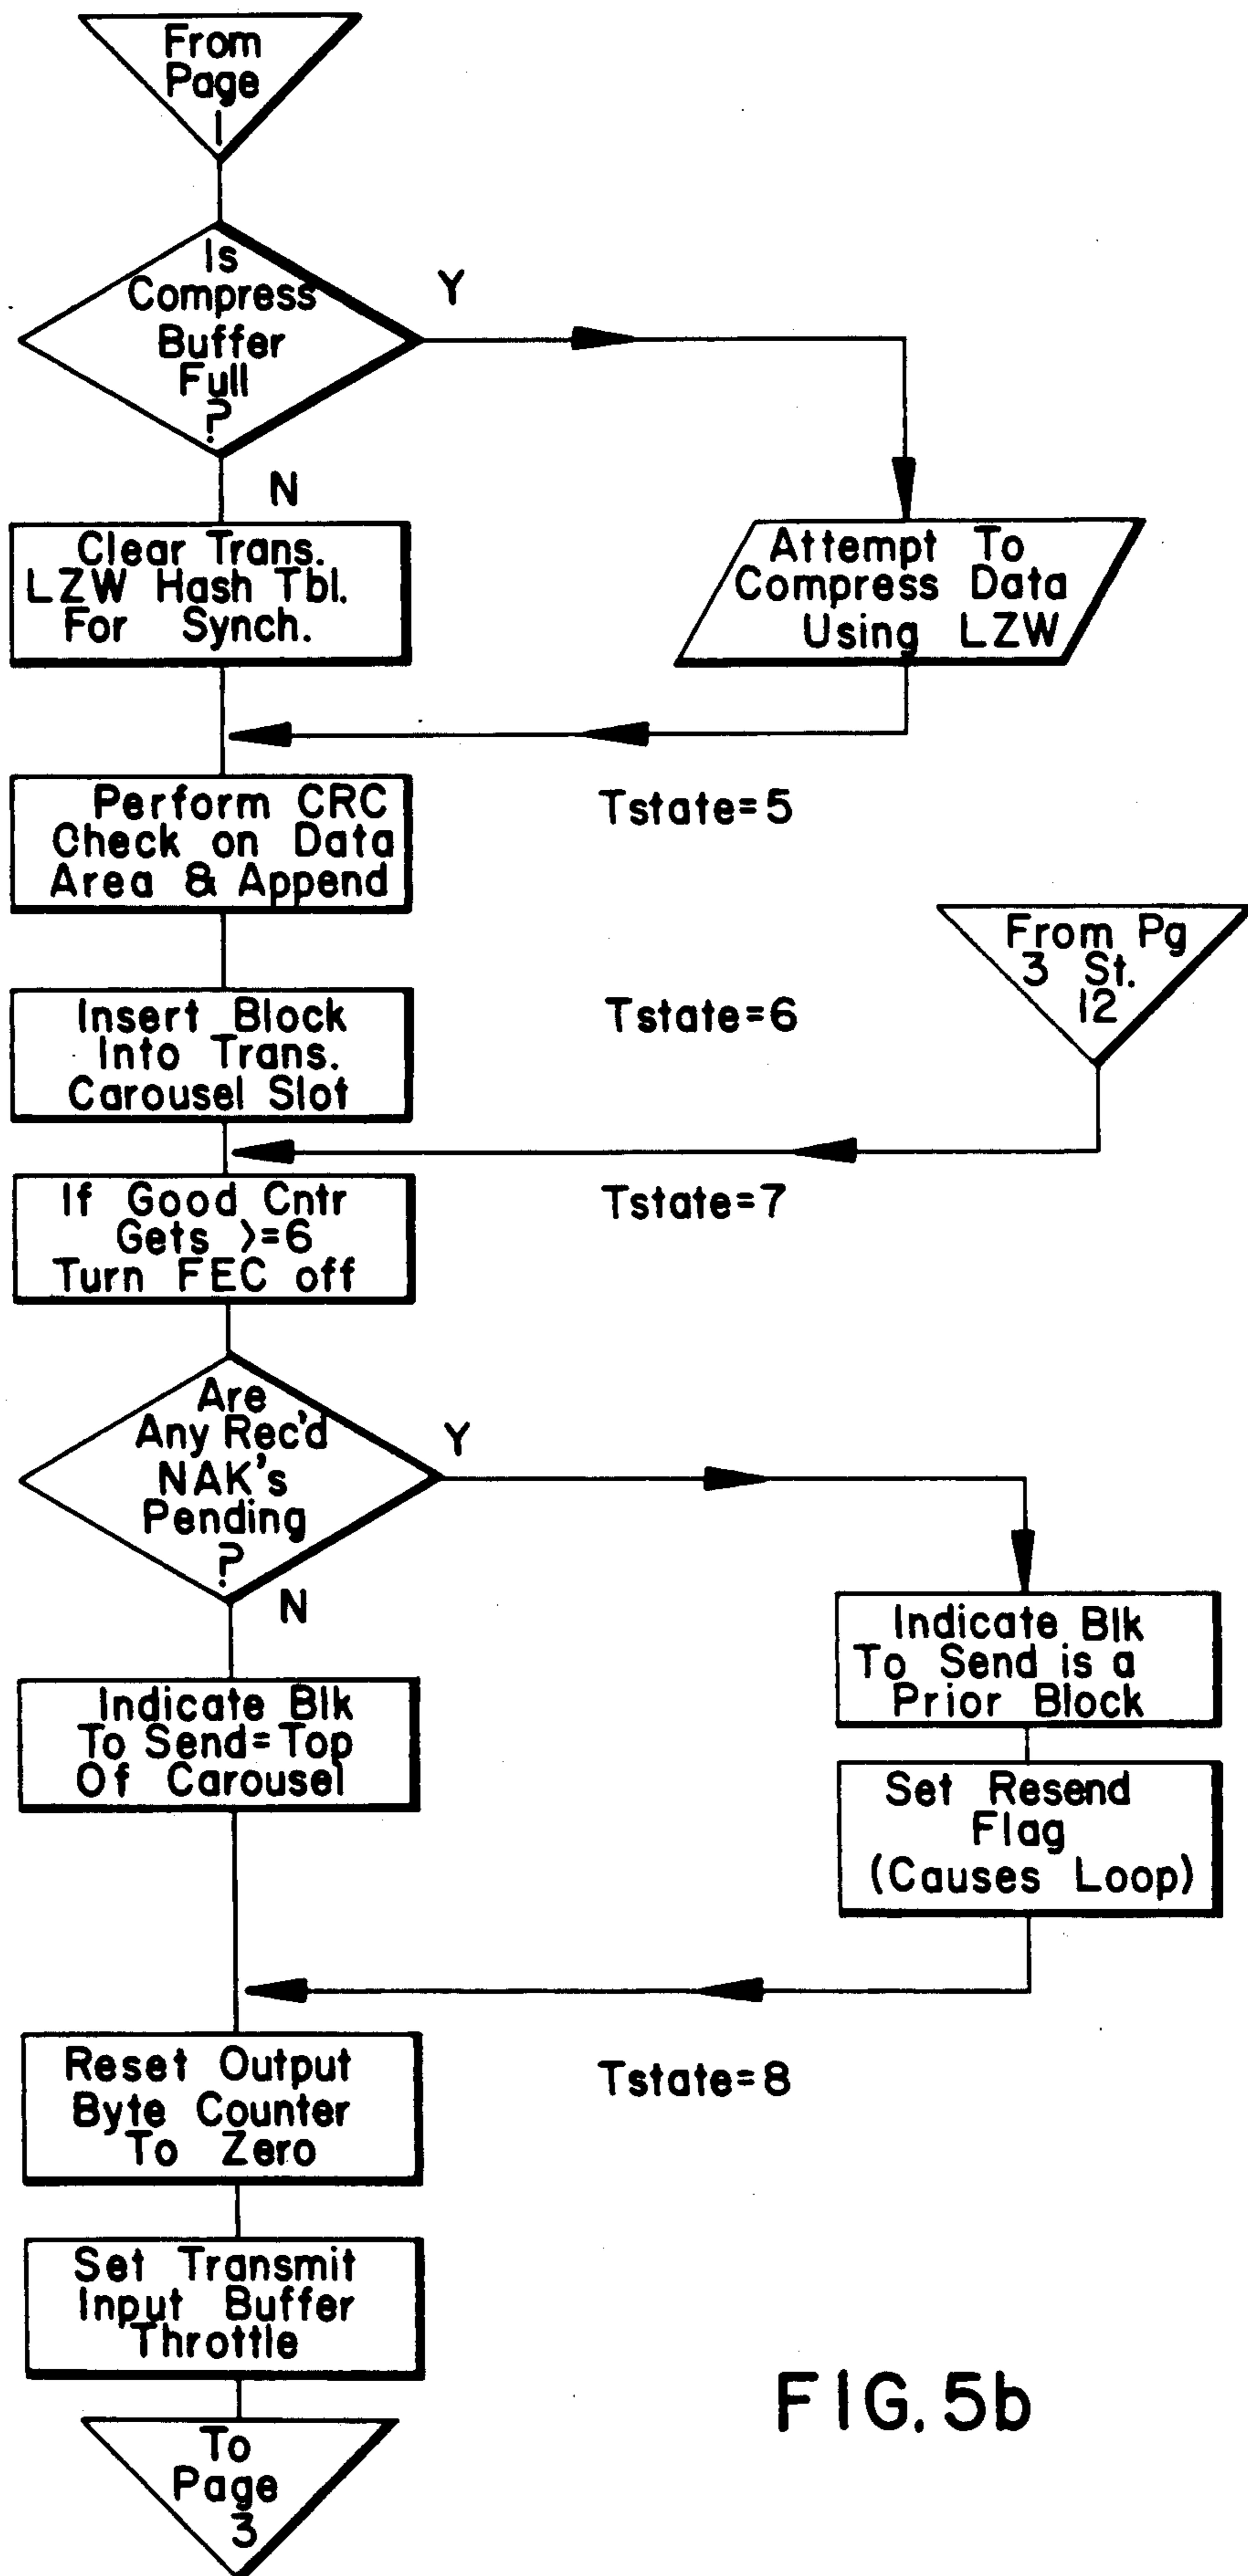 From
Page
1
Is
Compress
Buffer
Full
?
Y
N
Clear Trans.
LZW Hash Tbl.
For Synch.
Attempt To
Compress Data
Using LZW
Perform CRC
Check on Data
Area & Append
Tstate=5
From Pg
3 St.
12
Insert Block
Into Trans.
Carousel Slot
Tstate=6
If Good Cntr
Gets >=6
Turn FEC off
Tstate=7
Are
Any Rec'd
NAK's
Pending
?
Y
N
Indicate Blk
To Send is a
Prior Block
Indicate Blk
To Send=Top
Of Carousel
Set Resend
Flag
(Causes Loop)
Reset Output
Byte Counter
To Zero
Tstate=8
Set Transmit
Input Buffer
Throttle
To
Page
3
FIG. 5b